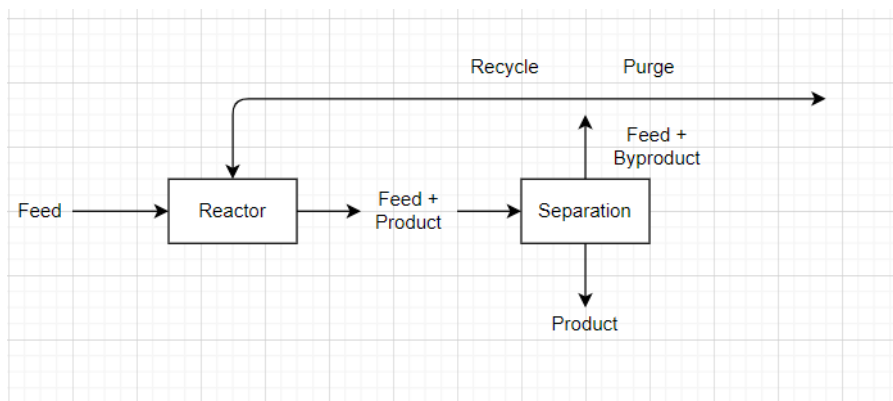 Recycle
Purge
Feed +
Byproduct
Feed
Reactor
Feed +
Product
Separation
Product